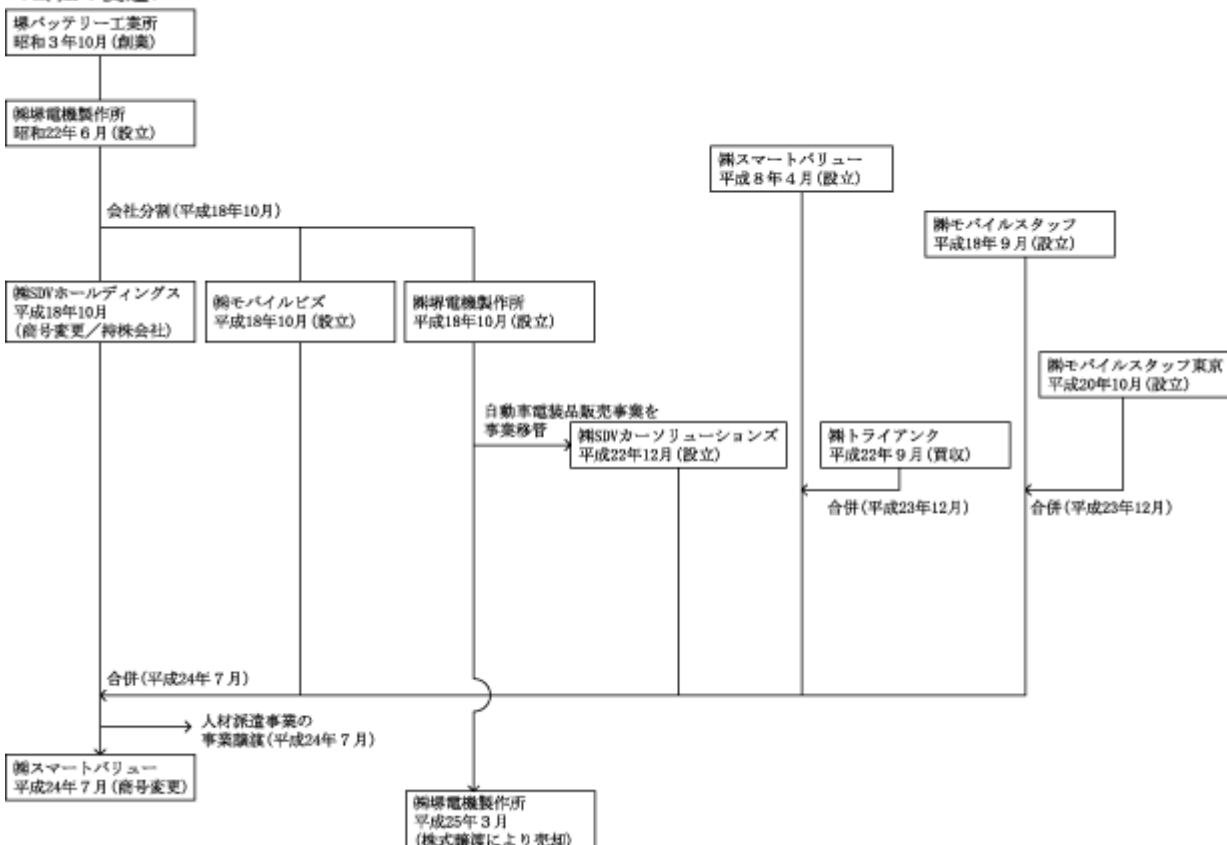 堺バッテリー工業所
昭和3年10月(創業)
㈱堺電機製作所
昭和22年6月(設立)
㈱スマートバリュー
平成8年4月(設立)
会社分割(平成18年10月)
㈱モバイルスタッフ
平成18年9月(設立)
㈱SDVホールディングス
平成18年10月
(商号変更/持株会社)
㈱モバイルビズ
平成18年10月(設立)
㈱堺電機製作所
平成18年10月(設立)
㈱モバイルスタッフ東京
平成20年10月(設立)
自動車電装品販売事業を
事業移管
㈱SDVカーソリューションズ
平成22年12月(設立)
㈱トライアンク
平成22年9月(買収)
合併(平成23年12月)
合併(平成23年12月)
合併(平成24年7月)
人材派遣事業の
事業譲渡(平成24年7月)
㈱スマートバリュー
平成24年7月(商号変更)
㈱堺電機製作所
平成25年3月
(株式譲渡により売却)